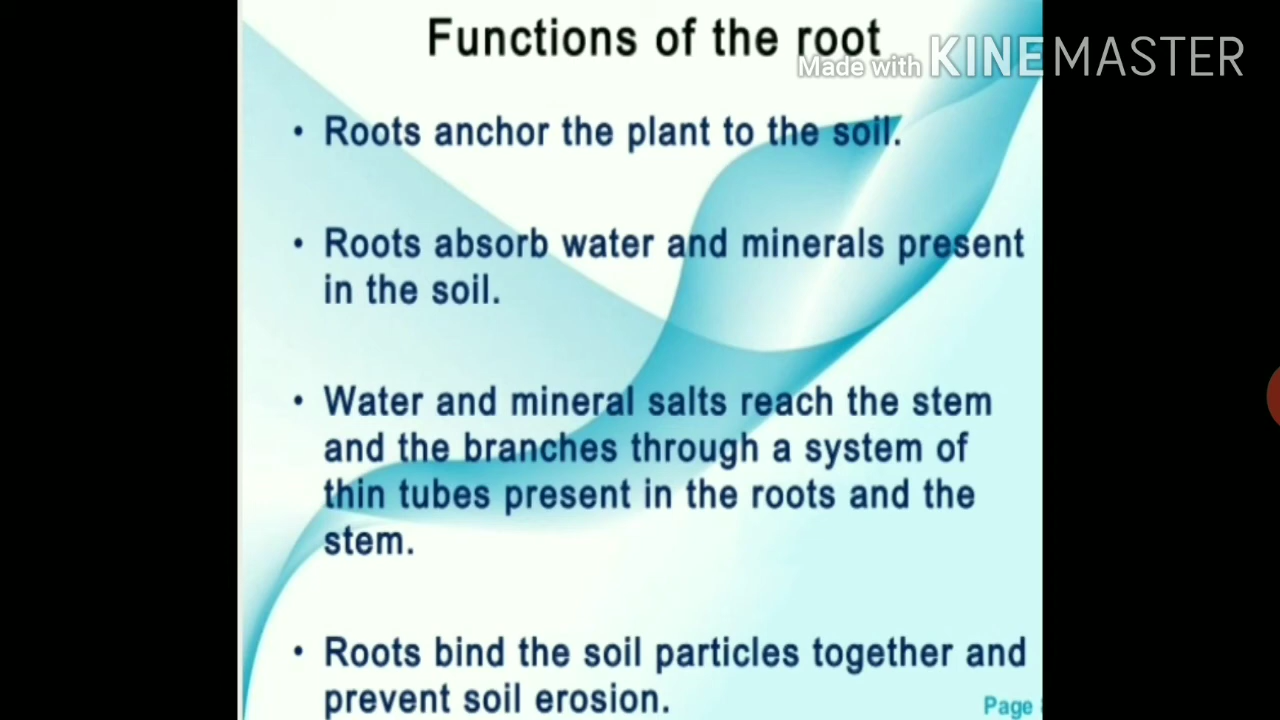 Functions of the root
Made with KINEMASTER
• Roots anchor the plant to the soil.
• Roots absorb water and minerals present
in the soil.
• Water and mineral salts reach the stem
and the branches through a system of
thin tubes present in the roots and the
stem.
• Roots bind the soil particles together and
prevent soil erosion.
Page